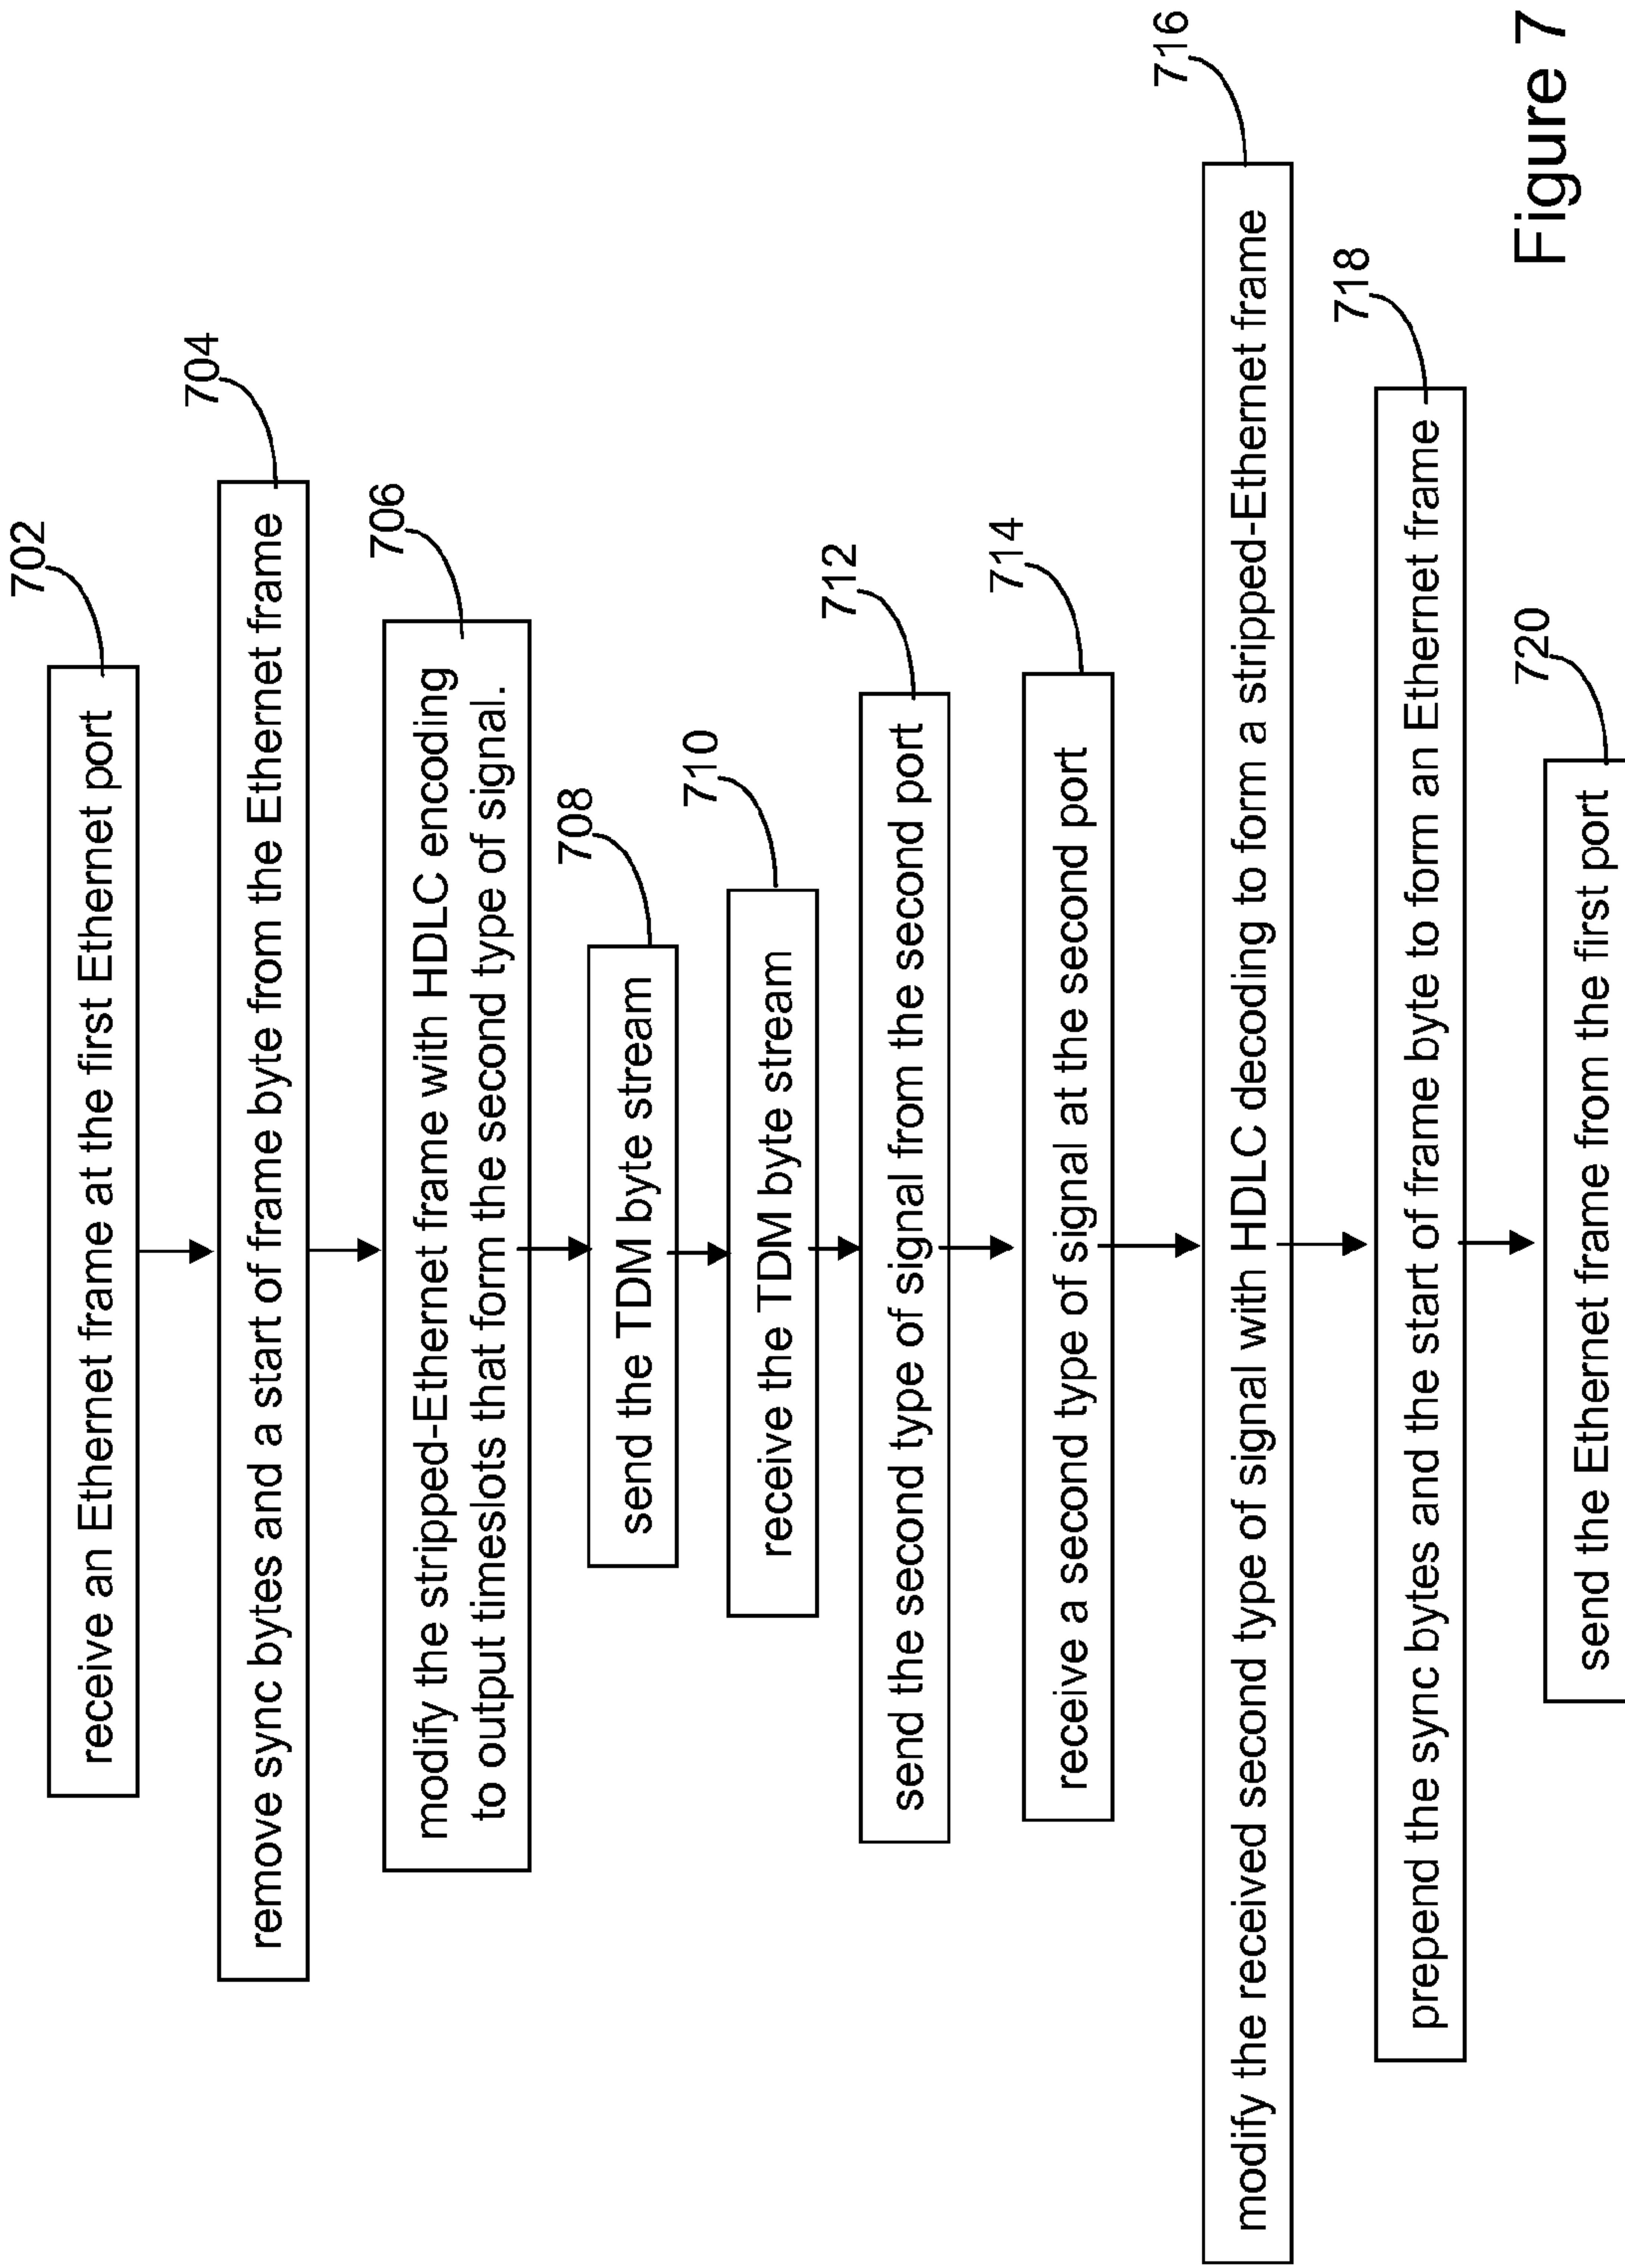 702
receive an Ethernet frame at the first Ethernet port
704
remove sync bytes and a start of frame byte from the Ethernet frame
706
modify the stripped-Ethernet frame with HDLC encoding
to output timeslots that form the second type of signal.
708
send the TDM byte stream
710
receive the TDM byte stream
712
send the second type of signal from the second port
714
receive a second type of signal at the second port
716
modify the received second type of signal with HDLC decoding to form a stripped-Ethernet frame
718
prepend the sync bytes and the start of frame byte to form an Ethernet frame
720
send the Ethernet frame from the first port
Figure 7